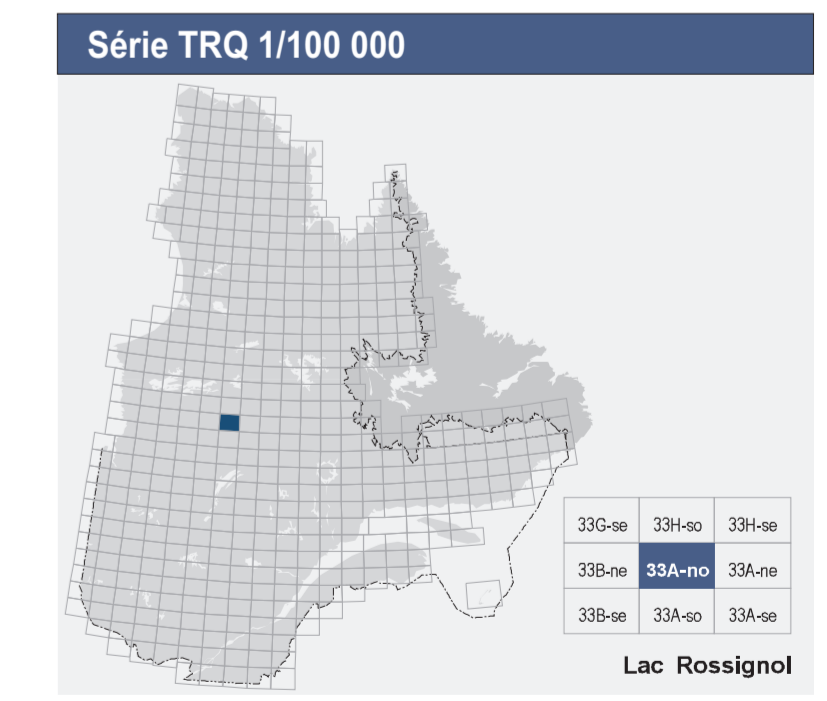 Série TRQ 1/100 000
33G-se 33H-so 33H-se
33B-ne 33A-no 33A-ne
33B-se 33A-so 33A-se
Lac Rossignol